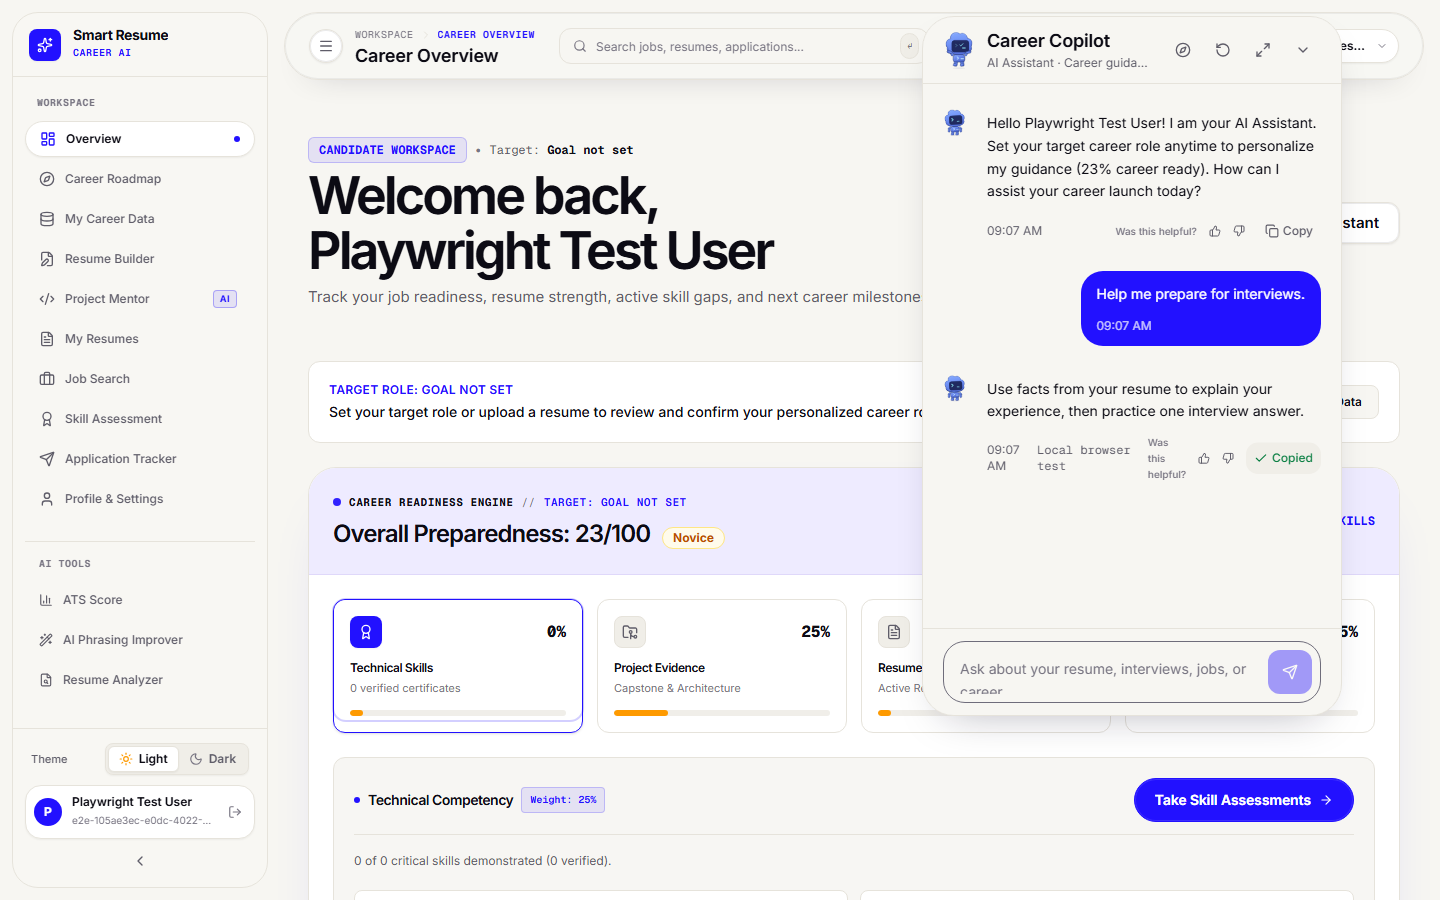 Smart Resume
CAREER AI
WORKSPACE
Overview
Career Roadmap
My Career Data
Resume Builder
Project Mentor
AI
My Resumes
Job Search
Skill Assessment
Application Tracker
Profile & Settings
AI TOOLS
ATS Score
AI Phrasing Improver
Resume Analyzer
Theme
Light
Dark
P
Playwright Test User
e2e-105ae3ec-e0dc-4022-...
WORKSPACE
CAREER OVERVIEW
Career Overview
Search jobs, resumes, applications...
es...
CANDIDATE WORKSPACE
• Target: Goal not set
Welcome back,
Playwright Test User
Track your job readiness, resume strength, active skill gaps, and next career milestone
stant
TARGET ROLE: GOAL NOT SET
Set your target role or upload a resume to review and confirm your personalized career ro
Data
CAREER READINESS ENGINE // TARGET: GOAL NOT SET
KILLS
Overall Preparedness: 23/100
Novice
0%
Technical Skills
0 verified certificates
25%
Project Evidence
Capstone & Architecture
Resume
Active R
5%
Technical Competency
Weight: 25%
Take Skill Assessments
0 of 0 critical skills demonstrated (0 verified).
Career Copilot
AI Assistant · Career guida...
Hello Playwright Test User! I am your AI Assistant.
Set your target career role anytime to personalize
my guidance (23% career ready). How can I
assist your career launch today?
09:07 AM
Was this helpful?
Copy
Help me prepare for interviews.
09:07 AM
Use facts from your resume to explain your
experience, then practice one interview answer.
09:07
AM
Local browser
test
Was
this
helpful?
Copied
Ask about your resume, interviews, jobs, or
career